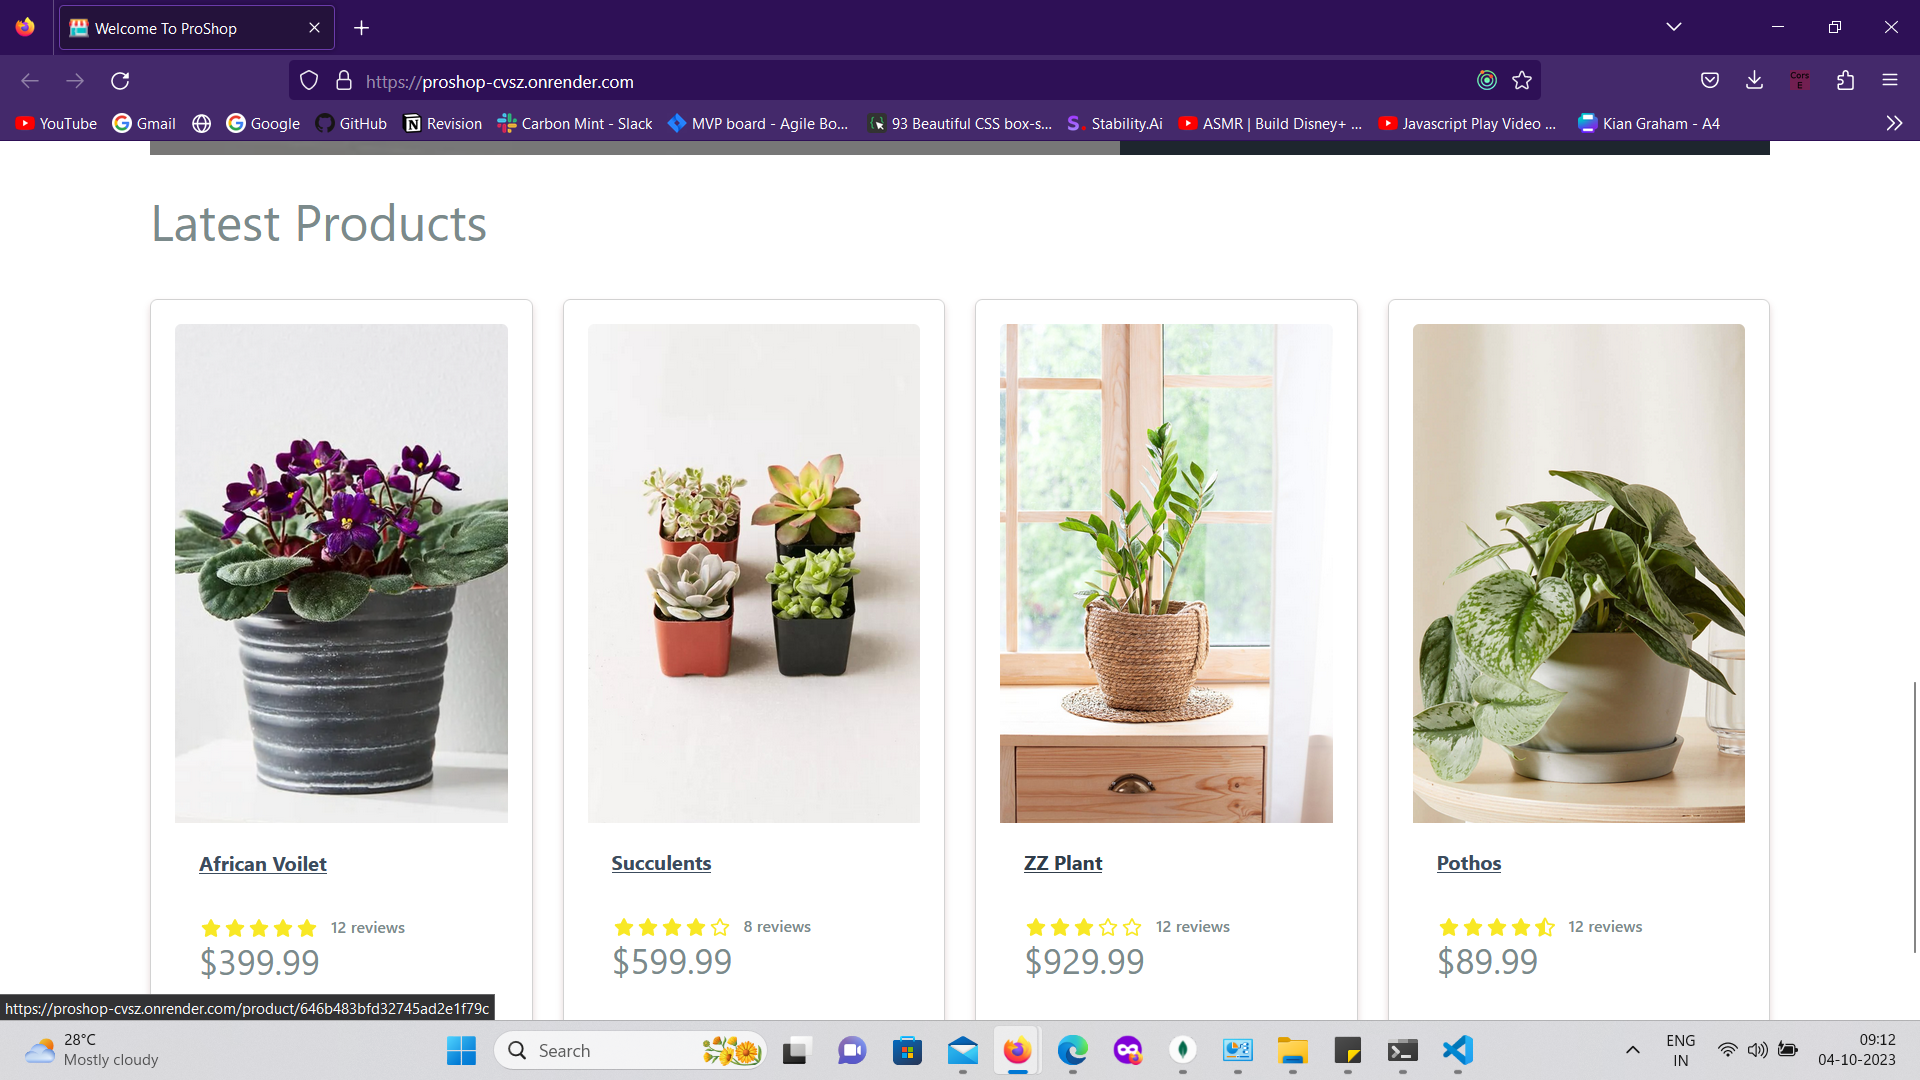 Welcome To ProShop
https://proshop-cvsz.onrender.com
Cors
E
YouTube
Gmail
Google
GitHub
Revision
Carbon Mint - Slack
MVP board - Agile Bo...
93 Beautiful CSS box-s...
Stability.Ai
ASMR | Build Disney+ ...
Javascript Play Video ...
Kian Graham - A4
Latest Products
African Voilet
12 reviews
$399.99
Succulents
8 reviews
$599.99
ZZ Plant
12 reviews
$929.99
Pothos
12 reviews
$89.99
https://proshop-cvsz.onrender.com/product/646b483bfd32745ad2e1f79c
28°C
Mostly cloudy
Search
ENG
IN
09:12
04-10-2023